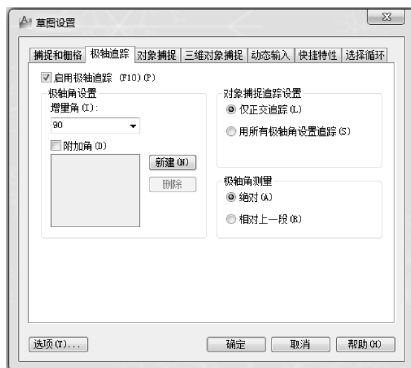 草图设置
捕捉和栅格 极轴追踪 对象捕捉 三维对象捕捉 动态输入 快捷特性 选择循环
启用极轴追踪 (F10)(P)
极轴角设置
增量角(I):
90
附加角(D)
新建(N)
删除
对象捕捉追踪设置
仅正交追踪(L)
用所有极轴角设置追踪(S)
极轴角测量
绝对(A)
相对上一段(R)
选项(T)... 确定 取消 帮助(H)